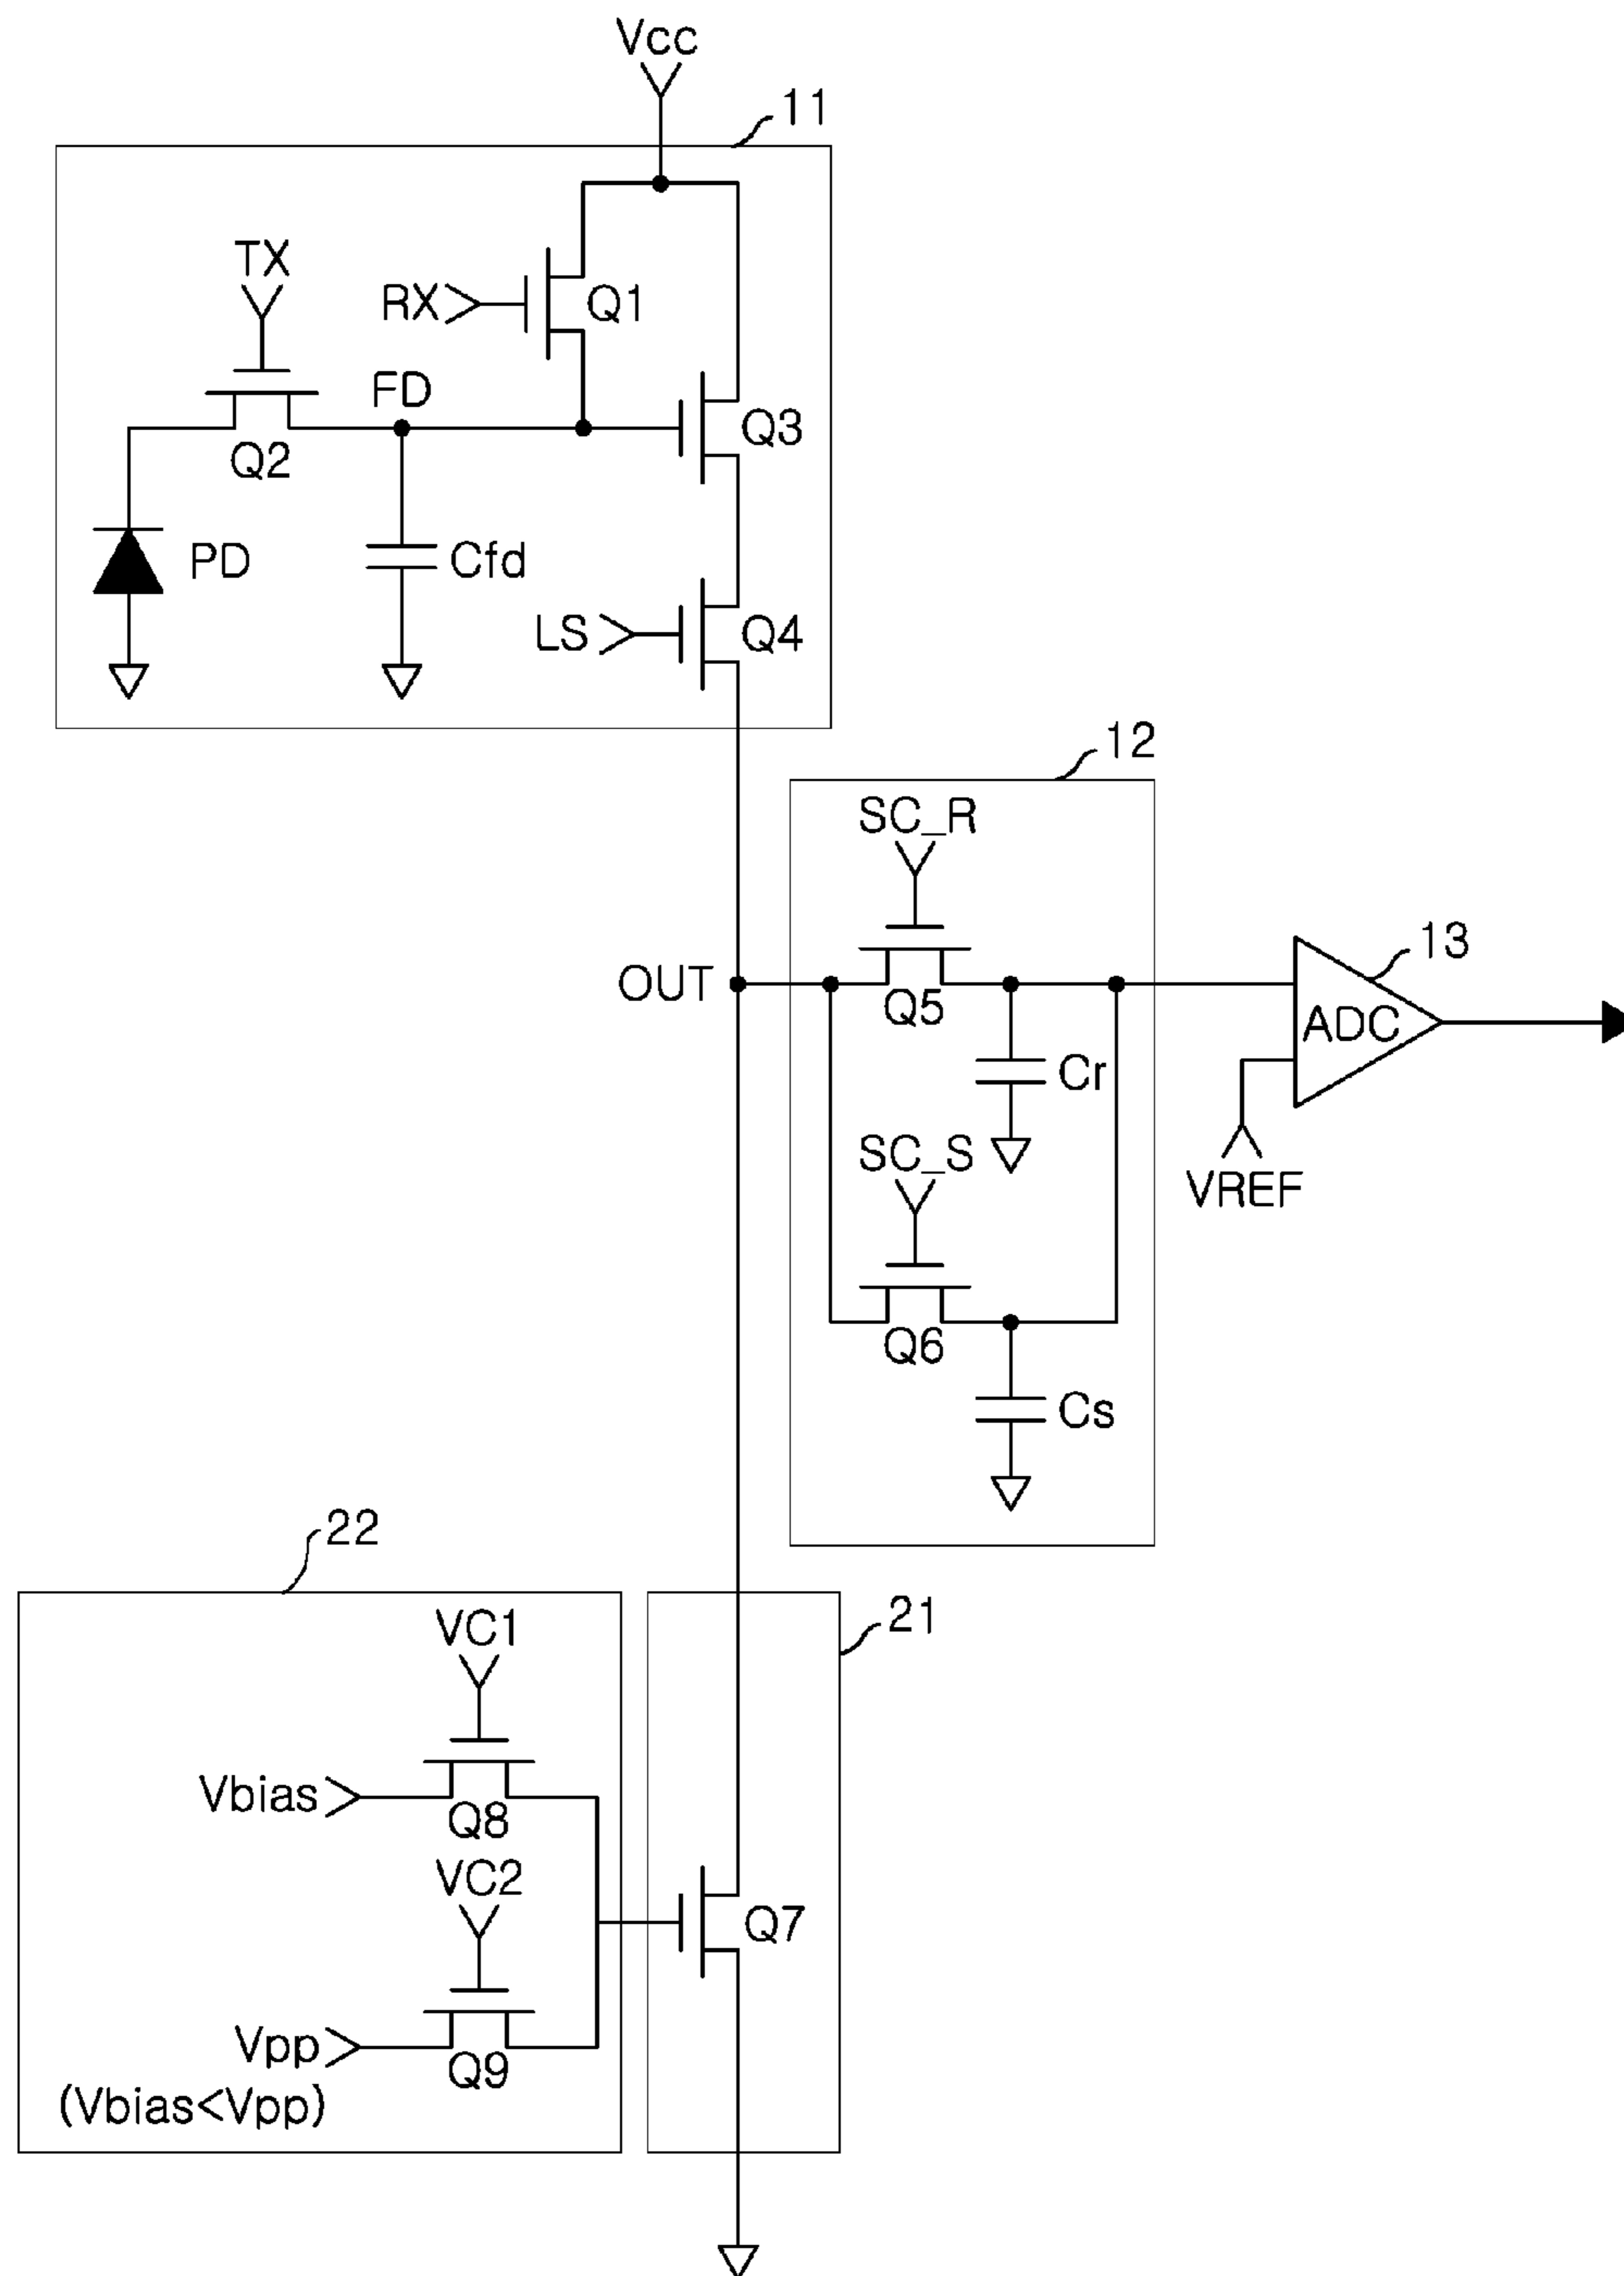 Vcc
11
TX
RX
Q1
FD
Q3
Q2
PD
Cfd
LS
Q4
12
SC_R
13
OUT
Q5
ADC
Cr
SC_S
VREF
Q6
Cs
22
21
VC1
Vbias
Q8
VC2
Q7
Vpp
Q9
(Vbias<Vpp)